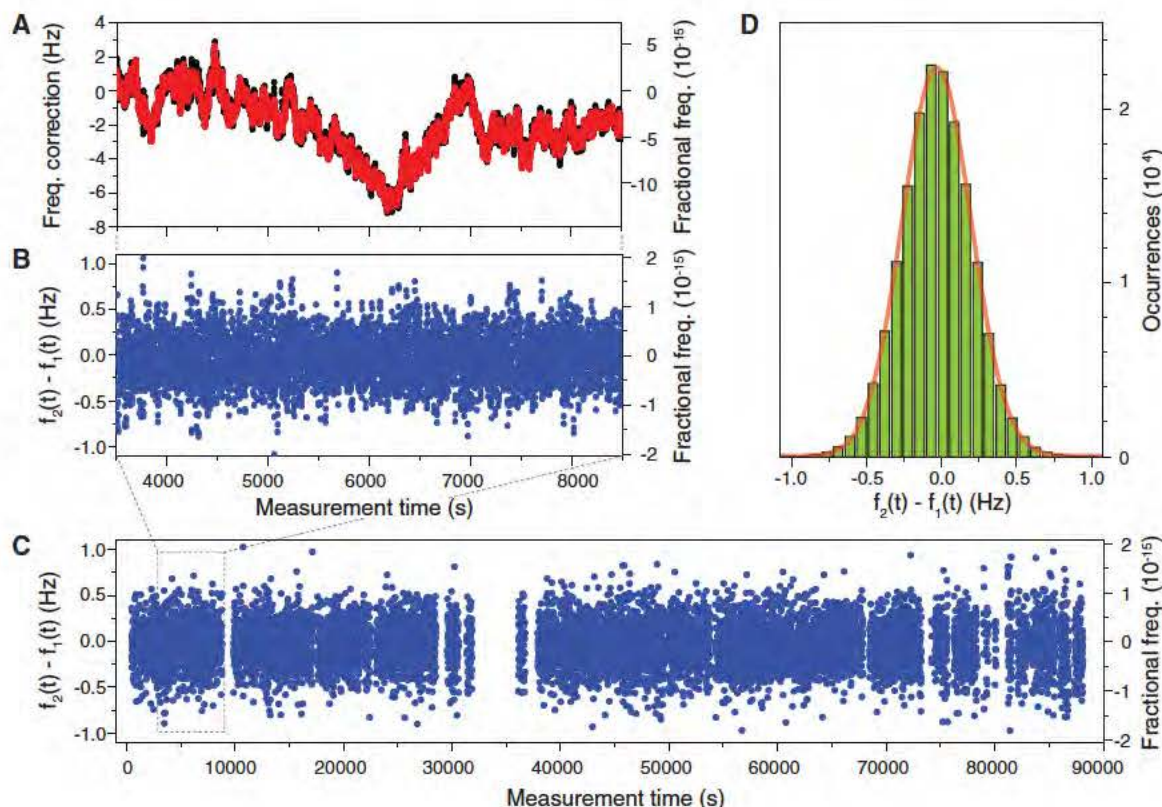 A
Freq. correction (Hz)
4
2
0
-2
-4
-6
-8
5
0
-5
-10
Fractional freq. (10-15)
B
f2(t) - f1(t) (Hz)
1.0
0.5
0.0
-0.5
-1.0
2
1
0
-1
-2
Fractional freq. (10-15)
4000 5000 6000 7000 8000
Measurement time (s)
D
2
1
0
Occurrences (104)
-1.0 -0.5 0.0 0.5 1.0
f2(t) - f1(t) (Hz)
C
f2(t) - f1(t) (Hz)
1.0
0.5
0.0
-0.5
-1.0
2
1
0
-1
-2
Fractional freq. (10-15)
0 10000 20000 30000 40000 50000 60000 70000 80000 90000
Measurement time (s)